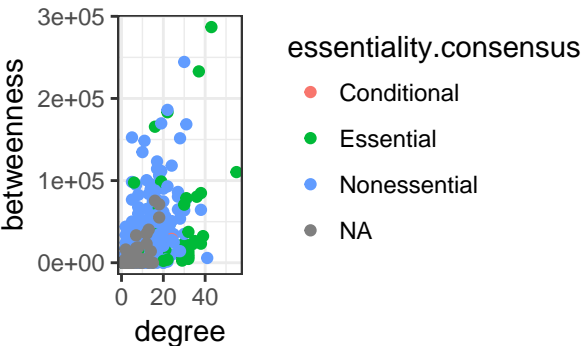 3e+05
2e+05
1e+05
0e+00
betweenness
0 20 40
degree
essentiality.consensus
Conditional
Essential
Nonessential
NA